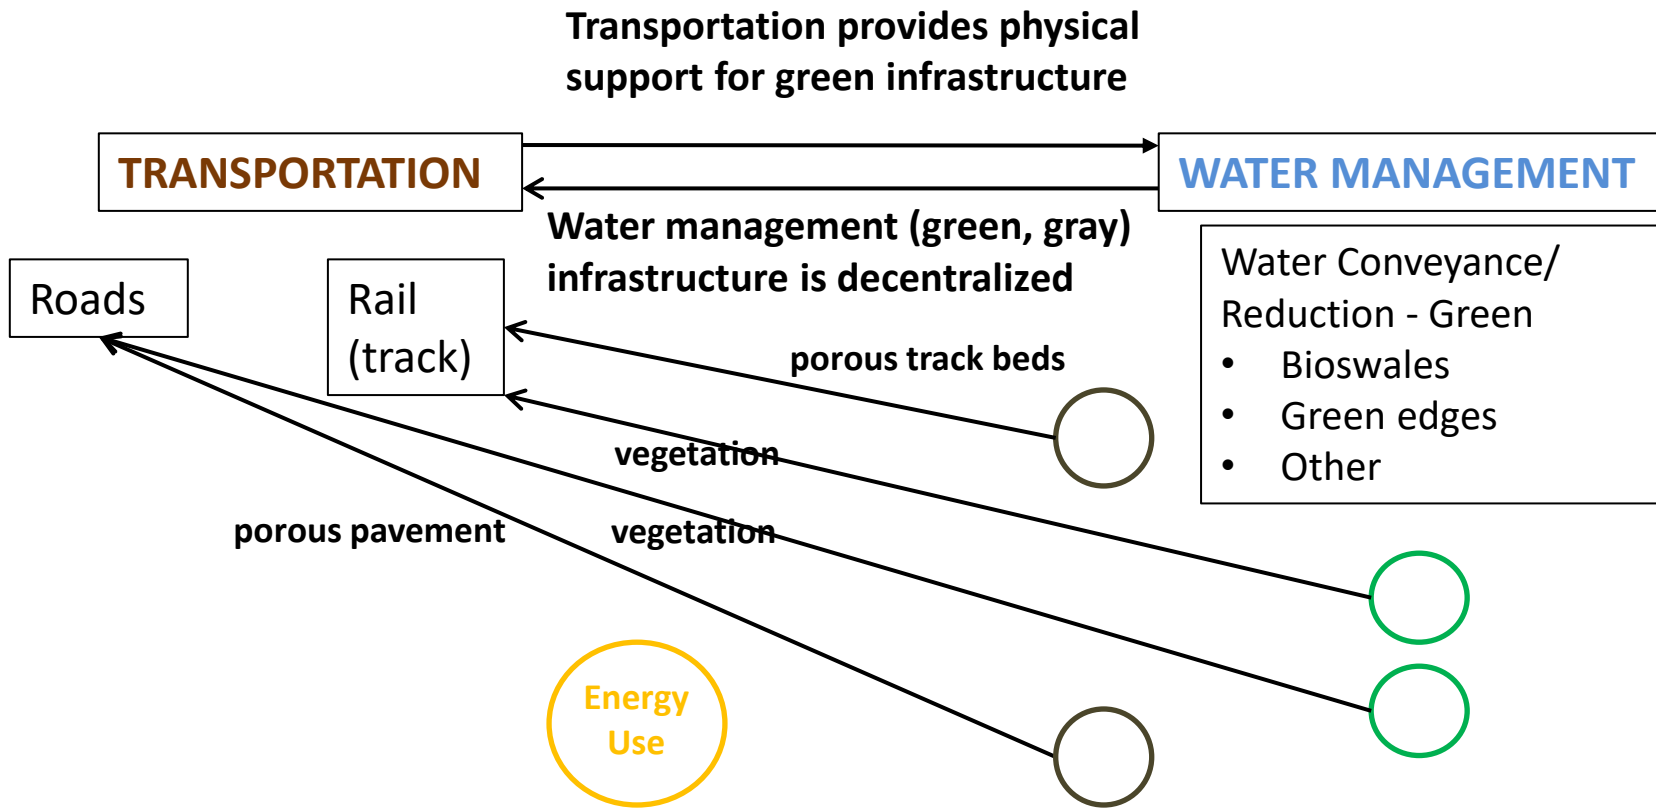 Transportation provides physical
support for green infrastructure
TRANSPORTATION
WATER MANAGEMENT
Water management (green, gray)
infrastructure is decentralized
Roads
Rail
(track)
Water Conveyance/
Reduction - Green
• Bioswales
• Green edges
• Other
porous track beds
vegetation
porous pavement
vegetation
Energy
Use